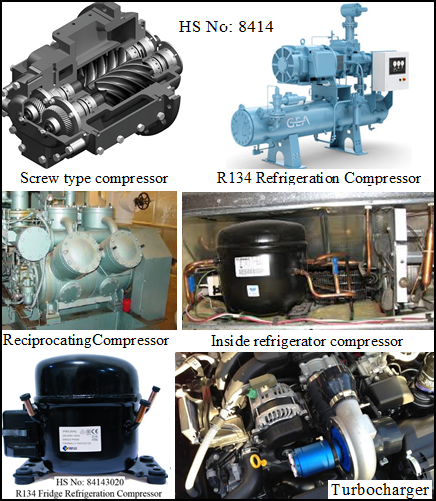 HS No: 8414
Screw type compressor
R134 Refrigeration Compressor
GEA
ReciprocatingCompressor
Inside refrigerator compressor
HS No: 84143020
R134 Fridge Refrigeration Compressor
Turbocharger